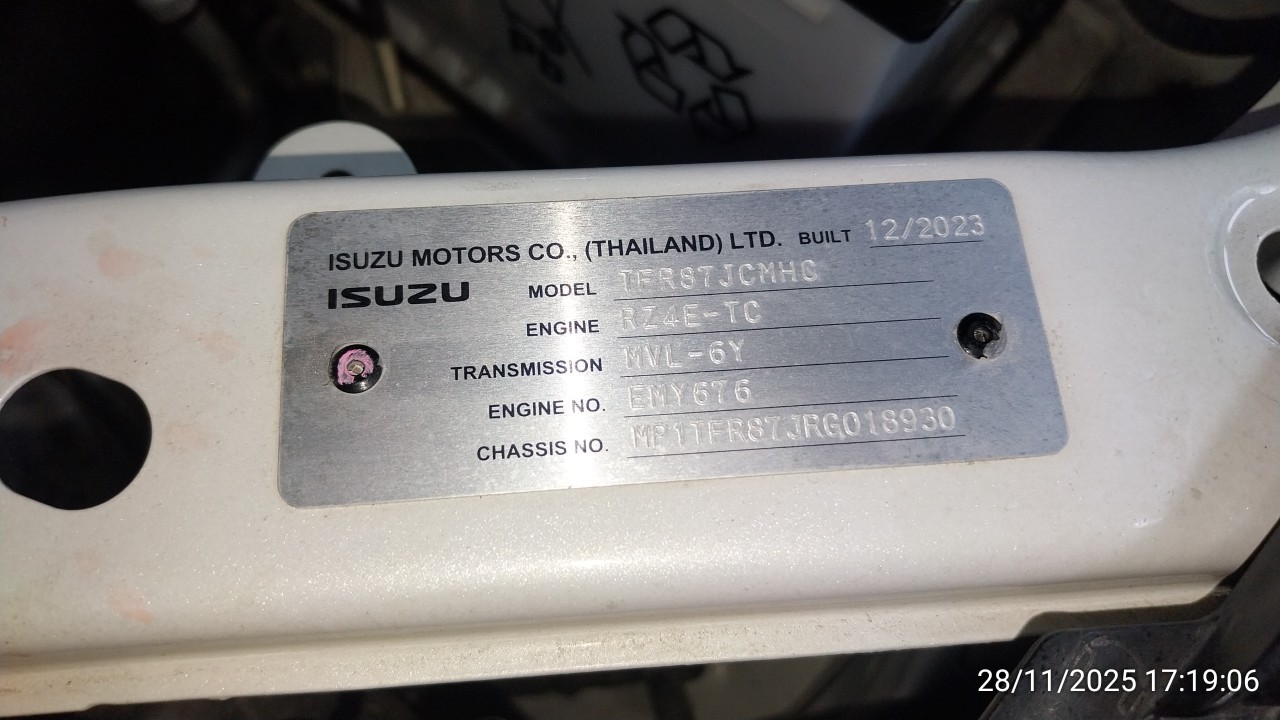 ISUZU MOTORS CO., (THAILAND) LTD. BUILT 12/2023
ISUZU MODEL TFR87JCMHG
ENGINE RZ4E-TC
TRANSMISSION MVL-6Y
ENGINE NO. EMY676
CHASSIS NO. MP1TFR87JRG018930
28/11/2025 17:19:06